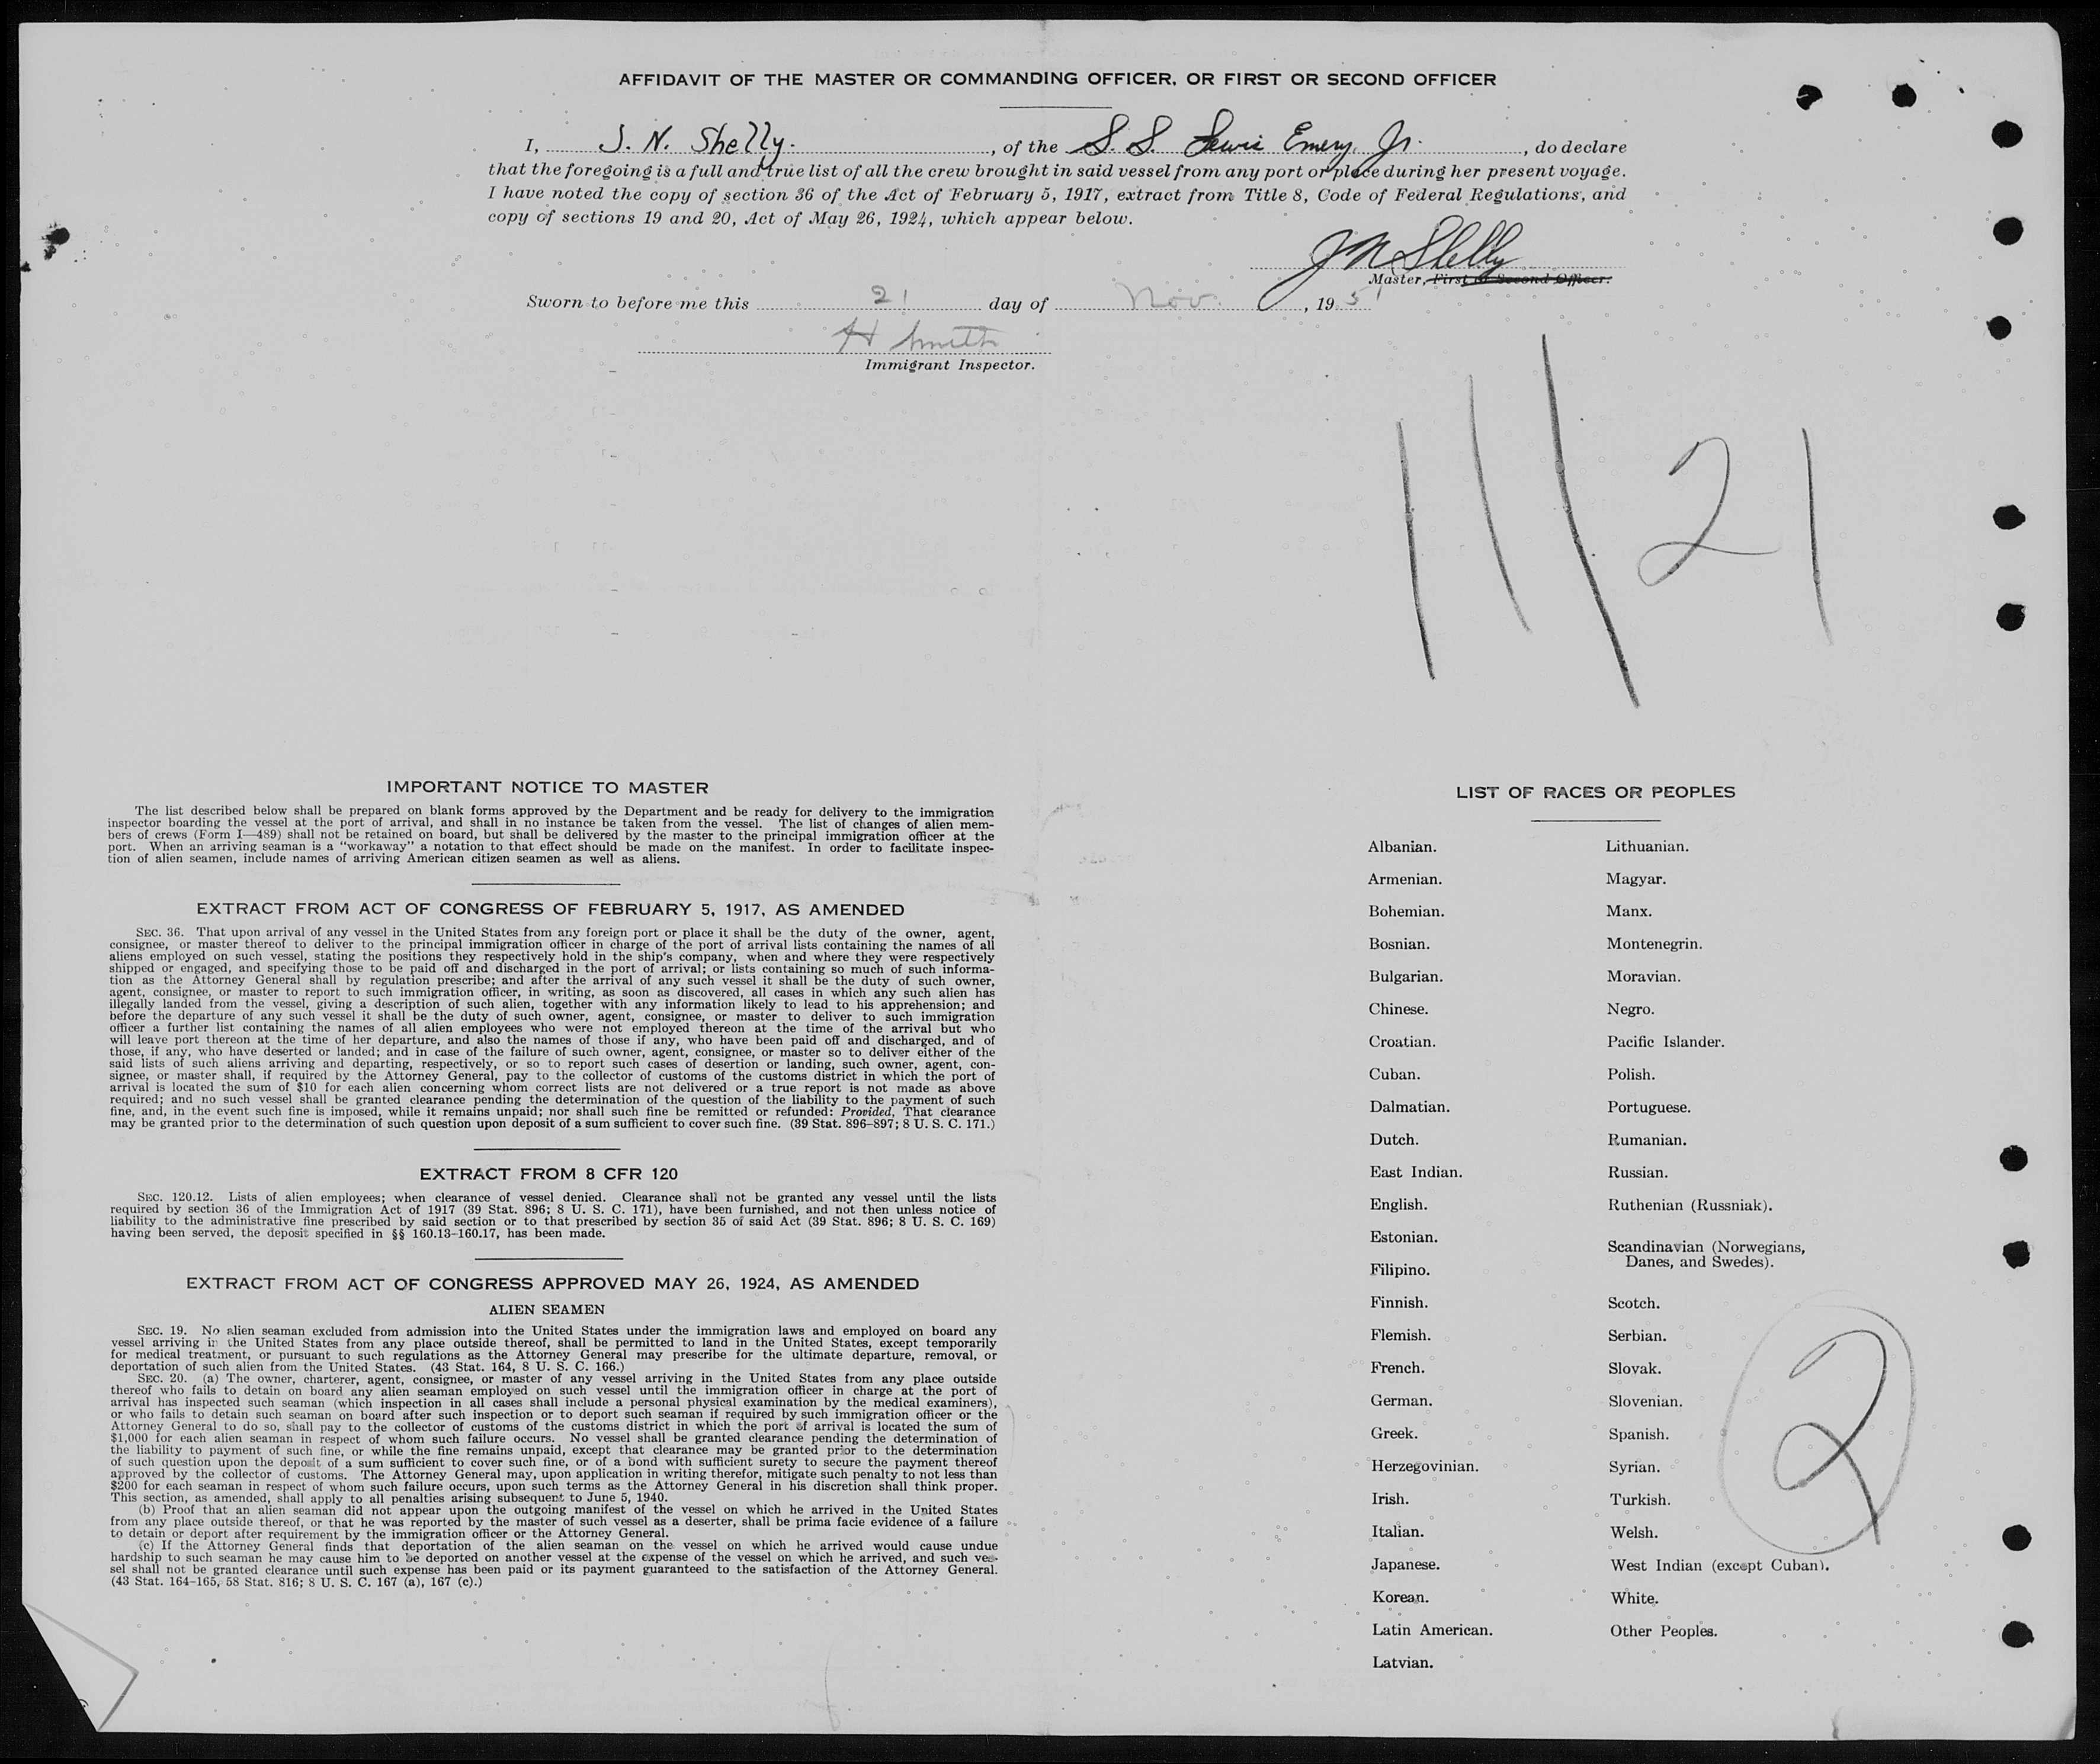 AFFIDAVIT OF THE MASTER OR COMMANDING OFFICER, OR FIRST OR SECOND OFFICER
I, J. N. Shelly. , of the S. S. Lewis Emery Jr. , do declare
that the foregoing is a full and true list of all the crew brought in said vessel from any port or place during her present voyage.
I have noted the copy of section 36 of the Act of February 5, 1917, extract from Title 8, Code of Federal Regulations, and
copy of sections 19 and 20, Act of May 26, 1924, which appear below.
J N Shelly
Master, First or Second Officer.
Sworn to before me this 21 day of Nov. , 19 51
H Smith
Immigrant Inspector.
11/21
IMPORTANT NOTICE TO MASTER
The list described below shall be prepared on blank forms approved by the Department and be ready for delivery to the immigration
inspector boarding the vessel at the port of arrival, and shall in no instance be taken from the vessel. The list of changes of alien mem-
bers of crews (Form I—489) shall not be retained on board, but shall be delivered by the master to the principal immigration officer at the
port. When an arriving seaman is a "workaway" a notation to that effect should be made on the manifest. In order to facilitate inspec-
tion of alien seamen, include names of arriving American citizen seamen as well as aliens.
EXTRACT FROM ACT OF CONGRESS OF FEBRUARY 5, 1917, AS AMENDED
SEC. 36. That upon arrival of any vessel in the United States from any foreign port or place it shall be the duty of the owner, agent,
consignee, or master thereof to deliver to the principal immigration officer in charge of the port of arrival lists containing the names of all
aliens employed on such vessel, stating the positions they respectively hold in the ship's company, when and where they were respectively
shipped or engaged, and specifying those to be paid off and discharged in the port of arrival; or lists containing so much of such informa-
tion as the Attorney General shall by regulation prescribe; and after the arrival of any such vessel it shall be the duty of such owner,
agent, consignee, or master to report to such immigration officer, in writing, as soon as discovered, all cases in which any such alien has
illegally landed from the vessel, giving a description of such alien, together with any information likely to lead to his apprehension; and
before the departure of any such vessel it shall be the duty of such owner, agent, consignee, or master to deliver to such immigration
officer a further list containing the names of all alien employees who were not employed thereon at the time of the arrival but who
will leave port thereon at the time of her departure, and also the names of those if any, who have been paid off and discharged, and of
those, if any, who have deserted or landed; and in case of the failure of such owner, agent, consignee, or master so to deliver either of the
said lists of such aliens arriving and departing, respectively, or so to report such cases of desertion or landing, such owner, agent, con-
signee, or master shall, if required by the Attorney General, pay to the collector of customs of the customs district in which the port of
arrival is located the sum of $10 for each alien concerning whom correct lists are not delivered or a true report is not made as above
required; and no such vessel shall be granted clearance pending the determination of the question of the liability to the payment of such
fine, and, in the event such fine is imposed, while it remains unpaid; nor shall such fine be remitted or refunded: Provided, That clearance
may be granted prior to the determination of such question upon deposit of a sum sufficient to cover such fine. (39 Stat. 896-897; 8 U. S. C. 171.)
EXTRACT FROM 8 CFR 120
SEC. 120.12. Lists of alien employees; when clearance of vessel denied. Clearance shall not be granted any vessel until the lists
required by section 36 of the Immigration Act of 1917 (39 Stat. 896; 8 U. S. C. 171), have been furnished, and not then unless notice of
liability to the administrative fine prescribed by said section or to that prescribed by section 35 of said Act (39 Stat. 896; 8 U. S. C. 169)
having been served, the deposit specified in §§ 160.13-160.17, has been made.
EXTRACT FROM ACT OF CONGRESS APPROVED MAY 26, 1924, AS AMENDED
ALIEN SEAMEN
SEC. 19. No alien seaman excluded from admission into the United States under the immigration laws and employed on board any
vessel arriving in the United States from any place outside thereof, shall be permitted to land in the United States, except temporarily
for medical treatment, or pursuant to such regulations as the Attorney General may prescribe for the ultimate departure, removal, or
deportation of such alien from the United States. (43 Stat. 164, 8 U. S. C. 166.)
SEC. 20. (a) The owner, charterer, agent, consignee, or master of any vessel arriving in the United States from any place outside
thereof who fails to detain on board any alien seaman employed on such vessel until the immigration officer in charge at the port of
arrival has inspected such seaman (which inspection in all cases shall include a personal physical examination by the medical examiners),
or who fails to detain such seaman on board after such inspection or to deport such seaman if required by such immigration officer or the
Attorney General to do so, shall pay to the collector of customs of the customs district in which the port of arrival is located the sum of
$1,000 for each alien seaman in respect of whom such failure occurs. No vessel shall be granted clearance pending the determination of
the liability to payment of such fine, or while the fine remains unpaid, except that clearance may be granted prior to the determination
of such question upon the deposit of a sum sufficient to cover such fine, or of a bond with sufficient surety to secure the payment thereof
approved by the collector of customs. The Attorney General may, upon application in writing therefor, mitigate such penalty to not less than
$200 for each seaman in respect of whom such failure occurs, upon such terms as the Attorney General in his discretion shall think proper.
This section, as amended, shall apply to all penalties arising subsequent to June 5, 1940.
(b) Proof that an alien seaman did not appear upon the outgoing manifest of the vessel on which he arrived in the United States
from any place outside thereof, or that he was reported by the master of such vessel as a deserter, shall be prima facie evidence of a failure
to detain or deport after requirement by the immigration officer or the Attorney General.
(c) If the Attorney General finds that deportation of the alien seaman on the vessel on which he arrived would cause undue
hardship to such seaman he may cause him to be deported on another vessel at the expense of the vessel on which he arrived, and such ves-
sel shall not be granted clearance until such expense has been paid or its payment guaranteed to the satisfaction of the Attorney General.
(43 Stat. 164-165, 58 Stat. 816; 8 U. S. C. 167 (a), 167 (c).)
LIST OF RACES OR PEOPLES
Albanian.
Armenian.
Bohemian.
Bosnian.
Bulgarian.
Chinese.
Croatian.
Cuban.
Dalmatian.
Dutch.
East Indian.
English.
Estonian.
Filipino.
Finnish.
Flemish.
French.
German.
Greek.
Herzegovinian.
Irish.
Italian.
Japanese.
Korean.
Latin American.
Latvian.
Lithuanian.
Magyar.
Manx.
Montenegrin.
Moravian.
Negro.
Pacific Islander.
Polish.
Portuguese.
Rumanian.
Russian.
Ruthenian (Russniak).
Scandinavian (Norwegians,
Danes, and Swedes).
Scotch.
Serbian.
Slovak.
Slovenian.
Spanish.
Syrian.
Turkish.
Welsh.
West Indian (except Cuban).
White.
Other Peoples.
2